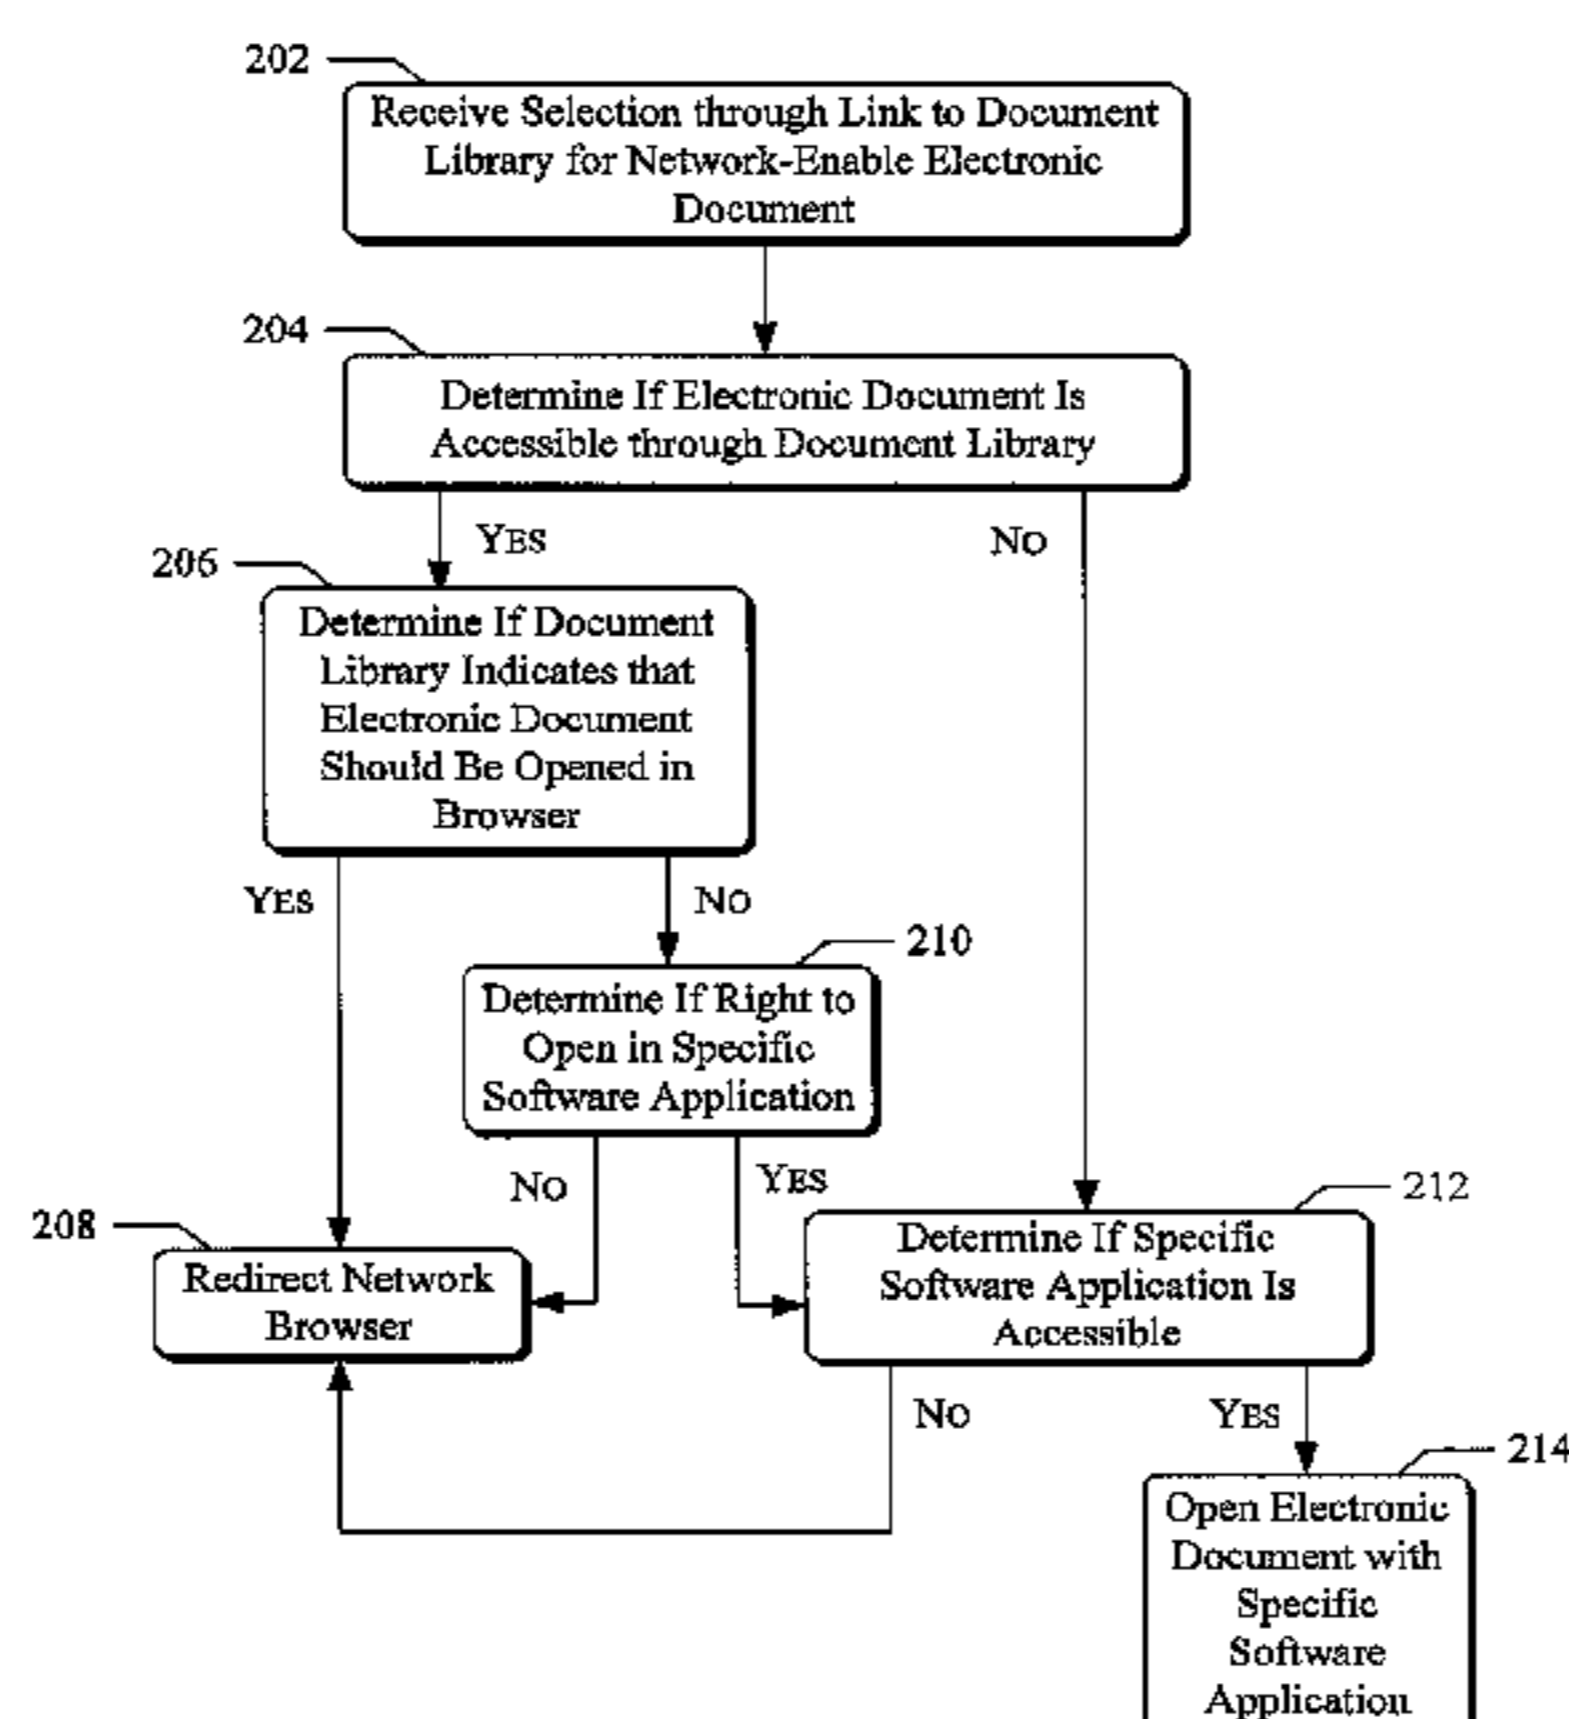 202
Receive Selection through Link to Document
Library for Network-Enable Electronic
Document
204
Determine If Electronic Document Is
Accessible through Document Library
YES
NO
206
Determine If Document
Library Indicates that
Electronic Document
Should Be Opened in
Browser
YES
NO
210
Determine If Right to
Open in Specific
Software Application
NO
YES
212
208
Redirect Network
Browser
Determine If Specific
Software Application Is
Accessible
NO
YES
214
Open Electronic
Document with
Specific
Software
Application